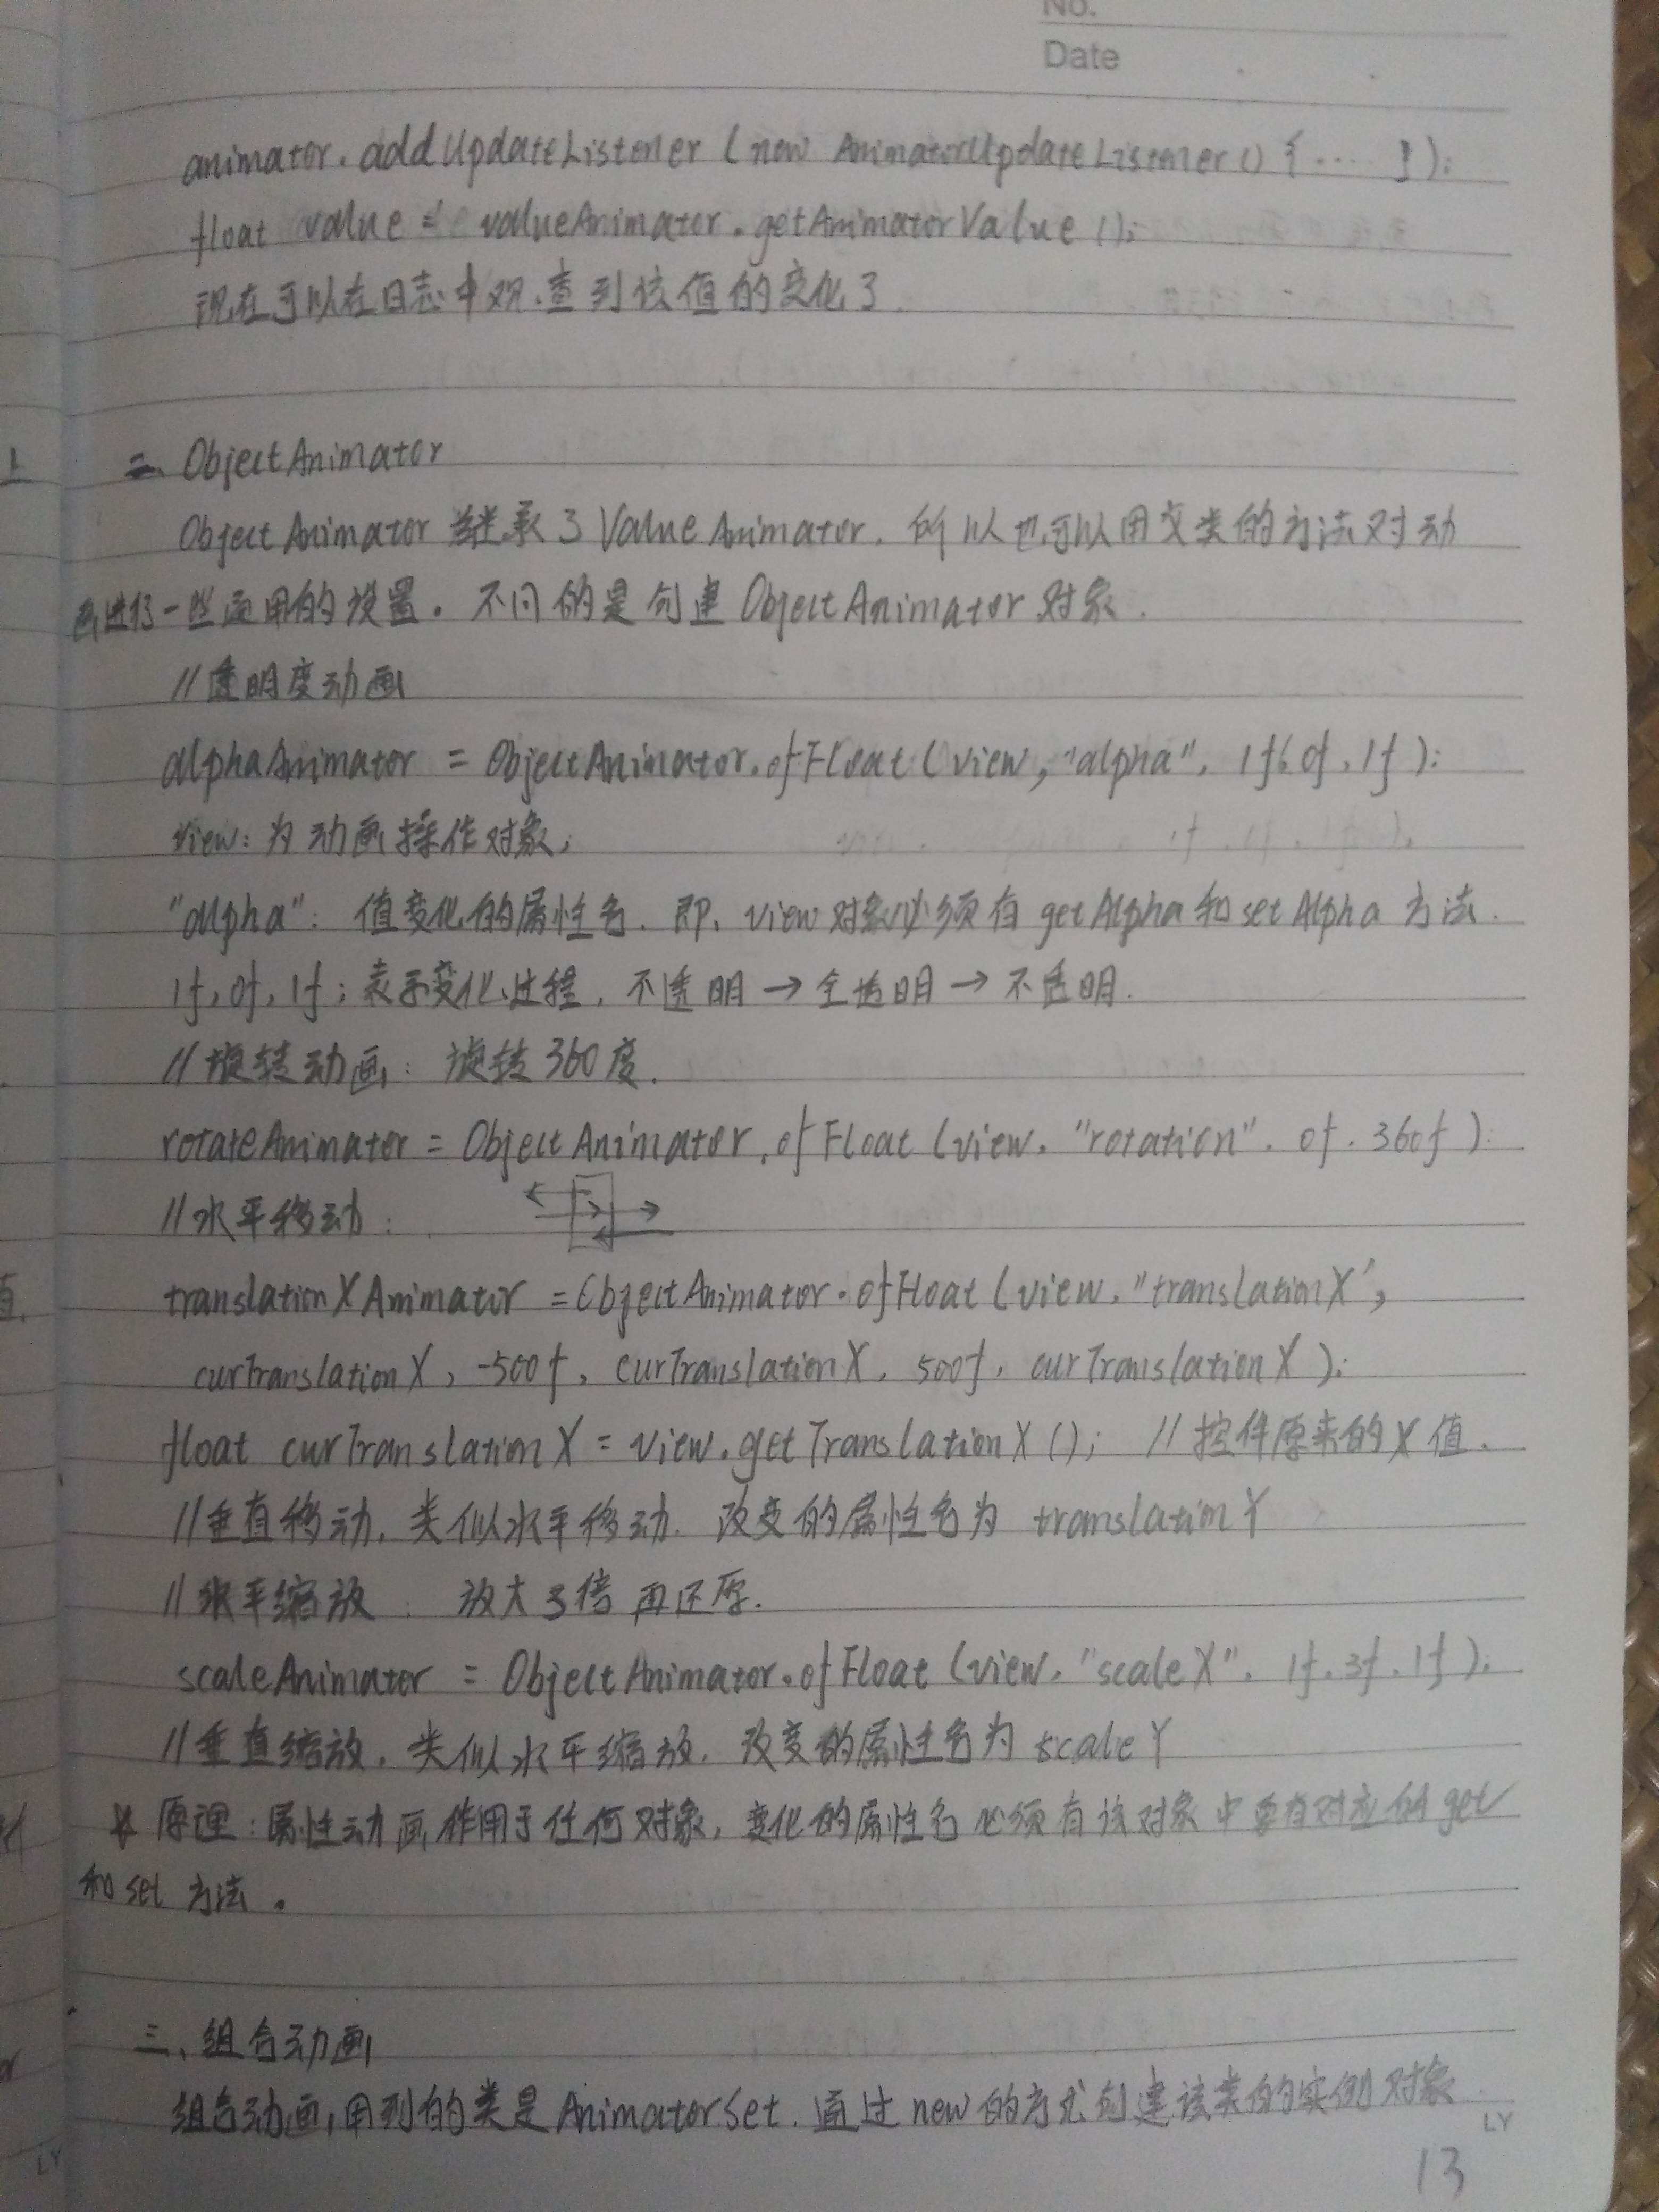 No.
Date
animator.addUpdateListener (new AnimatorUpdateListener() { .... });
float value = valueAnimator.getAnimatorValue ();
现在可以在日志中观查到该值的变化了
二. ObjectAnimator
ObjectAnimator 继承了 ValueAnimator. 所以也可以用父类的方法对动
画进行一些通用的设置。不同的是创建 ObjectAnimator 对象.
//透明度动画
alphaAnimator = ObjectAnimator.ofFloat (view, "alpha", 1f, 0f, 1f);
view: 为动画操作对象;
"alpha": 值变化的属性名. 即, view 对象必须有 getAlpha 和 setAlpha 方法.
1f, 0f, 1f; 表示变化过程, 不透明 → 全透明 → 不透明.
//旋转动画: 旋转 360 度.
rotateAnimator = ObjectAnimator.ofFloat (view, "rotation", 0f, 360f);
//水平移动:
translationXAnimator = ObjectAnimator.ofFloat (view, "translationX",
curTranslationX, -500f, curTranslationX, 500f, curTranslationX);
float curTranslationX = view.getTranslationX (); //控件原来的 X 值.
//垂直移动, 类似水平移动. 改变的属性名为 translationY
//水平缩放: 放大3倍再还原.
scaleAnimator = ObjectAnimator.ofFloat (view, "scaleX", 1f, 3f, 1f);
//垂直缩放, 类似水平缩放, 改变的属性名为 scaleY
* 原理: 属性动画作用于任何对象, 变化的属性名必须有该对象中要有对应的 get
和 set 方法。
三、组合动画
组合动画, 用到的类是 AnimatorSet. 通过 new 的方式创建该类的实例对象
LY
13